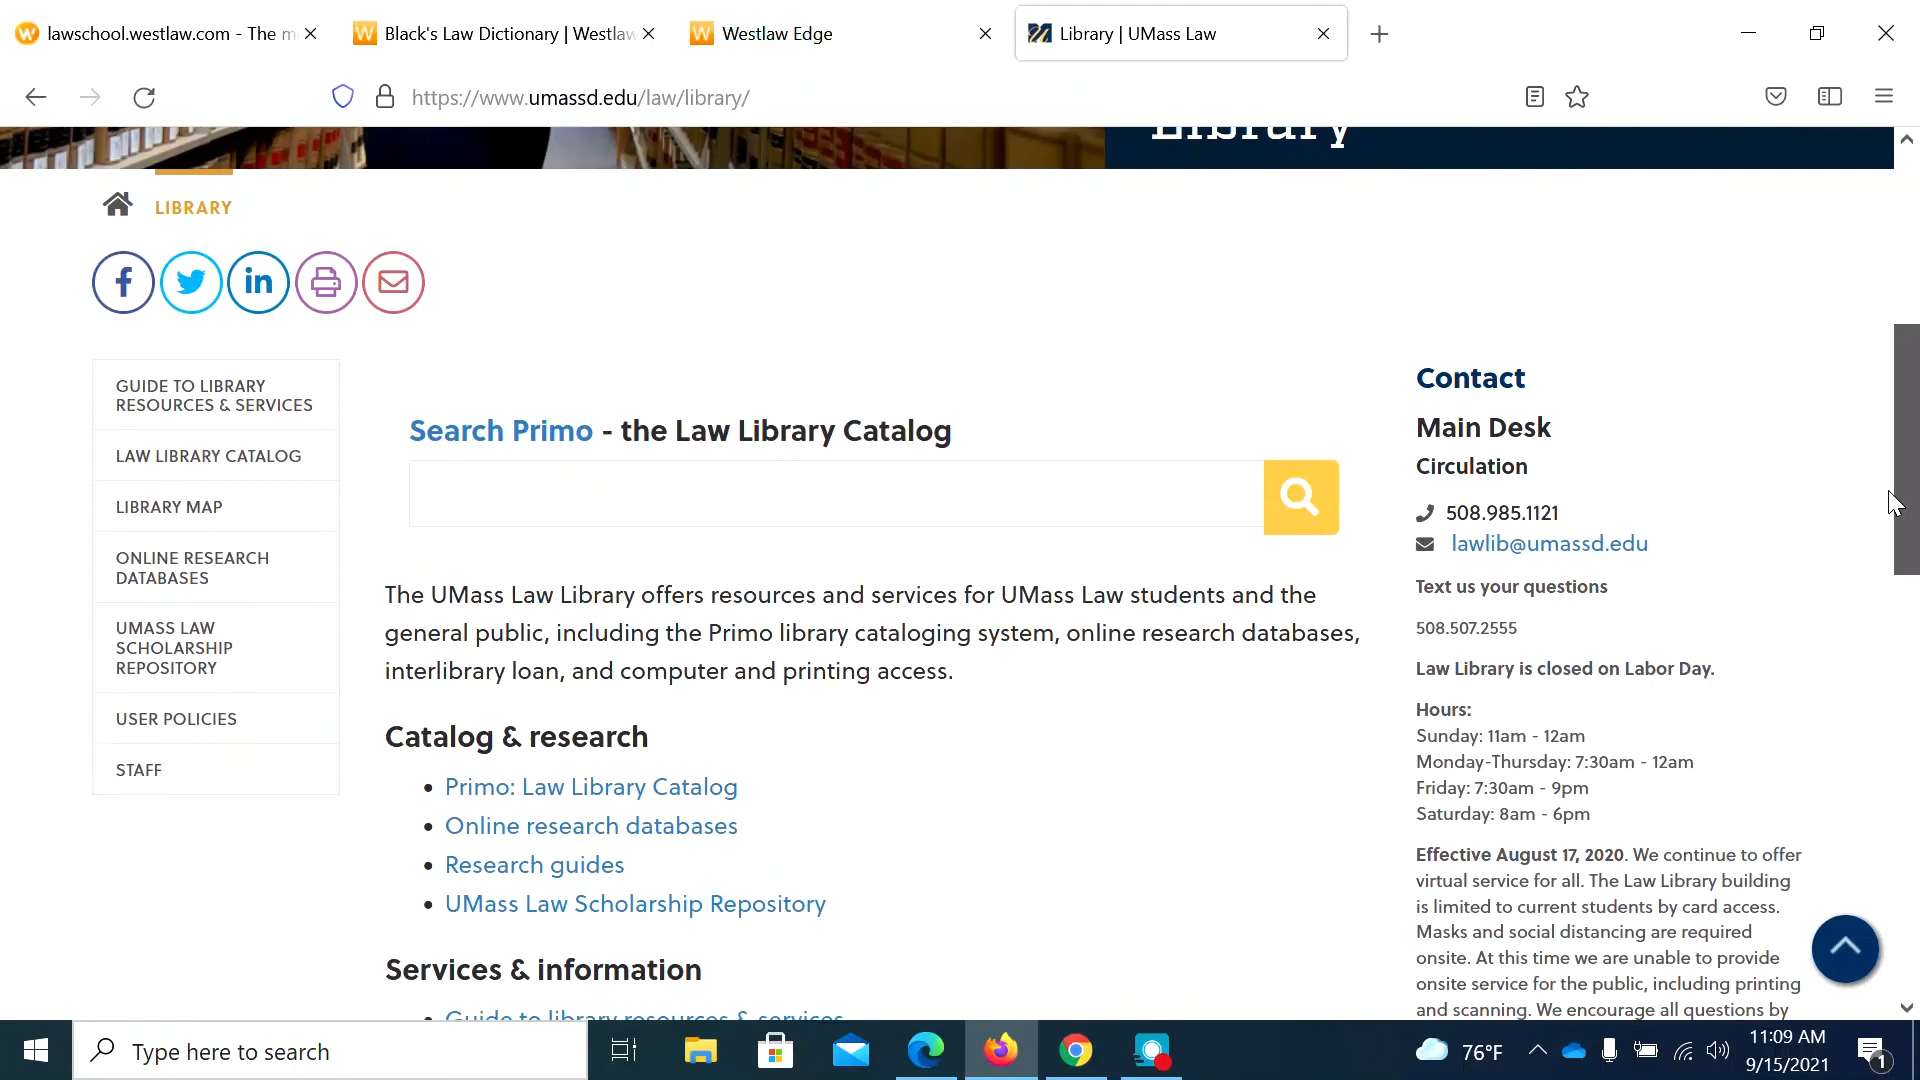 lawschool.westlaw.com - The m
Black's Law Dictionary | Westlaw
Westlaw Edge
Library | UMass Law
https://www.umassd.edu/law/library/
Library
LIBRARY
GUIDE TO LIBRARY
RESOURCES & SERVICES
LAW LIBRARY CATALOG
LIBRARY MAP
ONLINE RESEARCH
DATABASES
UMASS LAW
SCHOLARSHIP
REPOSITORY
USER POLICIES
STAFF
Search Primo - the Law Library Catalog
The UMass Law Library offers resources and services for UMass Law students and the
general public, including the Primo library cataloging system, online research databases,
interlibrary loan, and computer and printing access.
Catalog & research
• Primo: Law Library Catalog
• Online research databases
• Research guides
• UMass Law Scholarship Repository
Services & information
• Guide to library resources & services
Contact
Main Desk
Circulation
508.985.1121
lawlib@umassd.edu
Text us your questions
508.507.2555
Law Library is closed on Labor Day.
Hours:
Sunday: 11am - 12am
Monday-Thursday: 7:30am - 12am
Friday: 7:30am - 9pm
Saturday: 8am - 6pm
Effective August 17, 2020. We continue to offer
virtual service for all. The Law Library building
is limited to current students by card access.
Masks and social distancing are required
onsite. At this time we are unable to provide
onsite service for the public, including printing
and scanning. We encourage all questions by
Type here to search
76°F
11:09 AM
9/15/2021
1